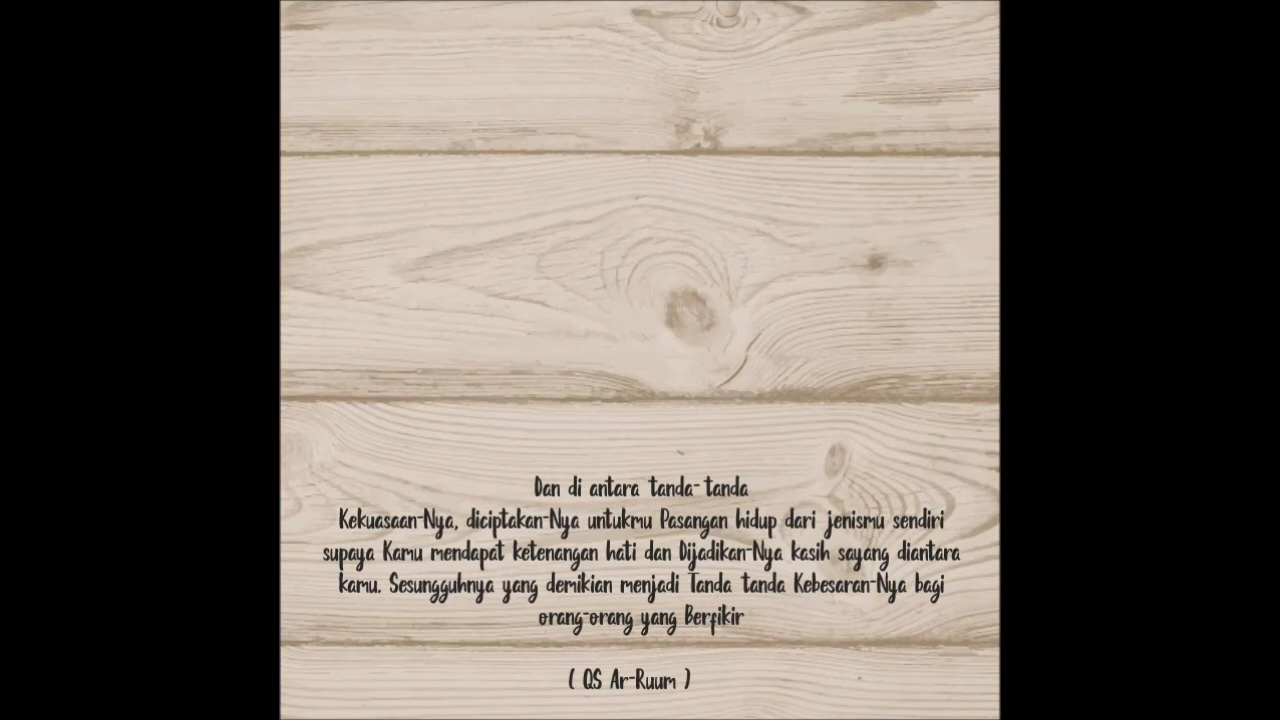 Dan di antara tanda-tanda
Kekuasaan-Nya, diciptakan-Nya untukmu Pasangan hidup dari jenismu sendiri
supaya Kamu mendapat ketenangan hati dan Dijadikan-Nya kasih sayang diantara
kamu. Sesungguhnya yang demikian menjadi Tanda tanda Kebesaran-Nya bagi
orang-orang yang Berfikir
( QS Ar-Ruum )